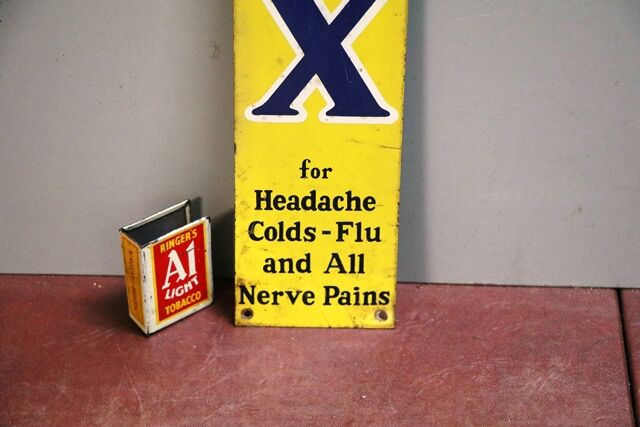 X
for
Headache
Colds - Flu
and All
Nerve Pains
RINGER'S
A1
LIGHT
TOBACCO